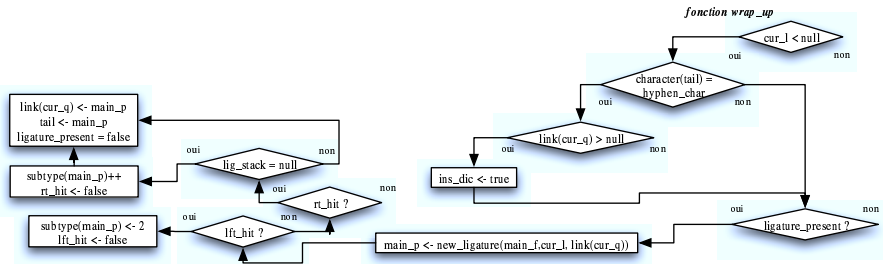 fonction wrap_up
cur_l < null
oui
non
character(tail) =
hyphen_char
oui
non
link(cur_q) > null
oui
non
ins_dic <- true
ligature_present ?
oui
non
main_p <- new_ligature(main_f,cur_l, link(cur_q))
lft_hit ?
oui
non
subtype(main_p) <- 2
lft_hit <- false
rt_hit ?
oui
non
lig_stack = null
oui
non
subtype(main_p)++
rt_hit <- false
link(cur_q) <- main_p
tail <- main_p
ligature_present = false